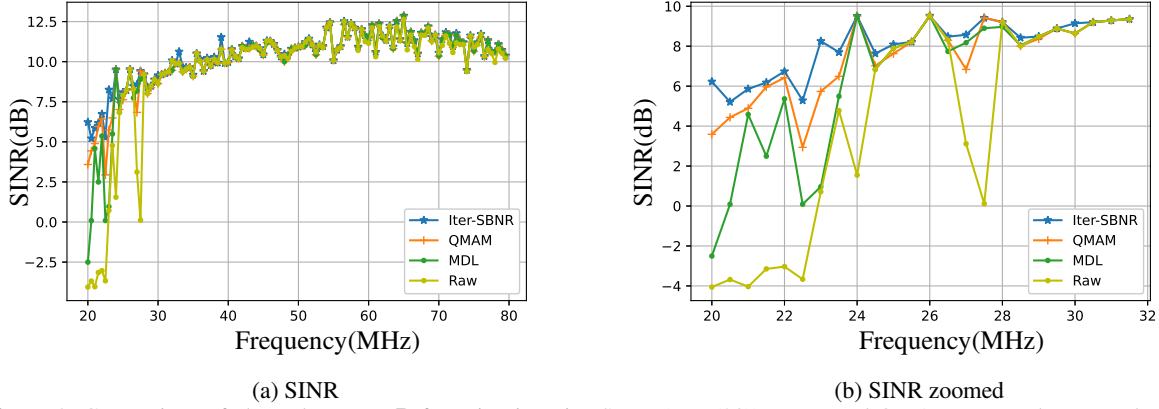 12.5
10.0
7.5
5.0
2.5
0.0
−2.5
SINR(dB)
20 30 40 50 60 70 80
Frequency(MHz)
Iter-SBNR
QMAM
MDL
Raw
(a) SINR
10
8
6
4
2
0
−2
−4
SINR(dB)
20 22 24 26 28 30 32
Frequency(MHz)
Iter-SBNR
QMAM
MDL
Raw
(b) SINR zoomed